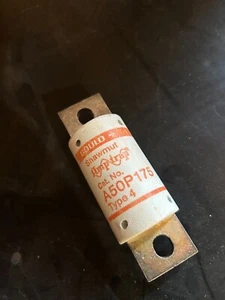 GOULD
Shawmut
Amp-trap
Cat. No.
A50P175
Type 4